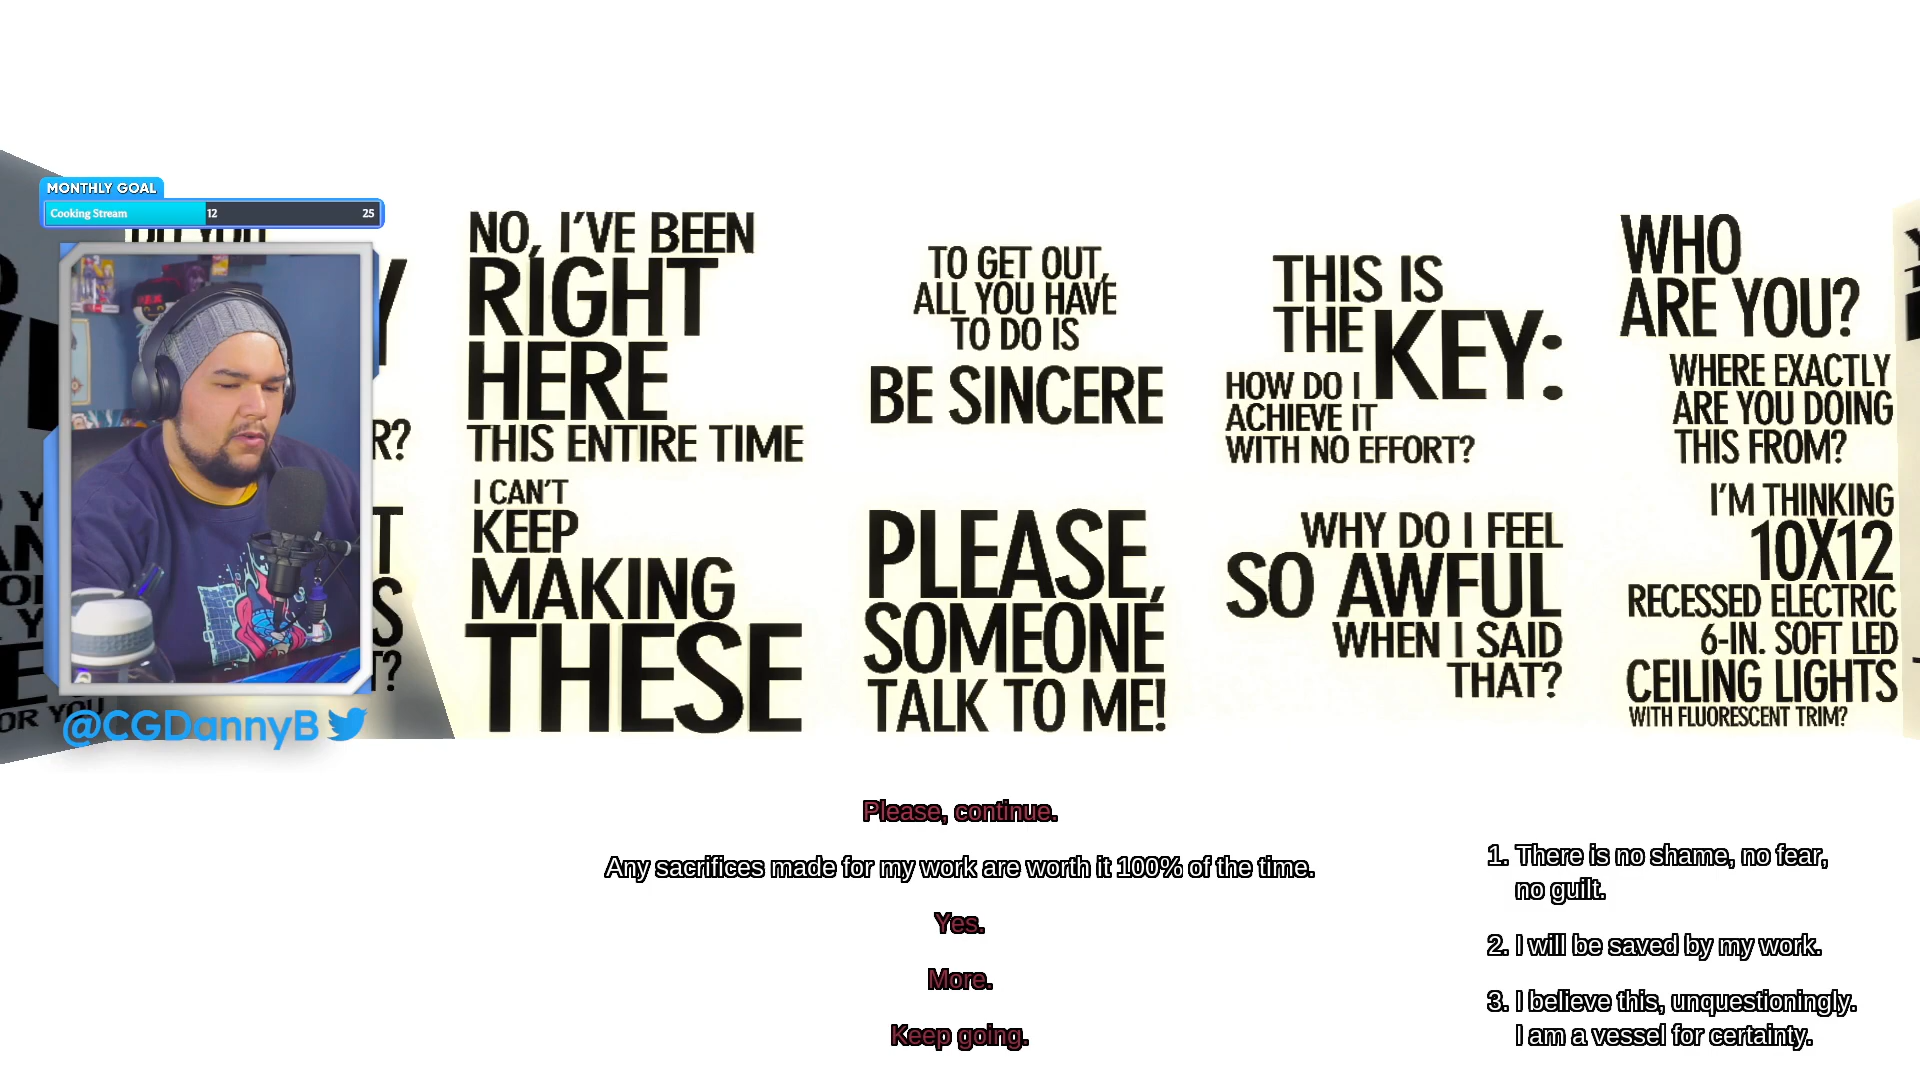 MONTHLY GOAL
Cooking Stream 12 25
DO YOU
Y
R?
T
S
T?
OR YOU
@CGDannyB
NO, I'VE BEEN
RIGHT
HERE
THIS ENTIRE TIME
I CAN'T
KEEP
MAKING
THESE
TO GET OUT,
ALL YOU HAVE
TO DO IS
BE SINCERE
PLEASE,
SOMEONE
TALK TO ME!
THIS IS
THE KEY:
HOW DO I
ACHIEVE IT
WITH NO EFFORT?
WHY DO I FEEL
SO AWFUL
WHEN I SAID
THAT?
WHO
ARE YOU?
WHERE EXACTLY
ARE YOU DOING
THIS FROM?
I'M THINKING
10X12
RECESSED ELECTRIC
6-IN. SOFT LED
CEILING LIGHTS
WITH FLUORESCENT TRIM?
Please, continue.
Any sacrifices made for my work are worth it 100% of the time.
Yes.
More.
Keep going.
1. There is no shame, no fear,
no guilt.
2. I will be saved by my work.
3. I believe this, unquestioningly.
I am a vessel for certainty.